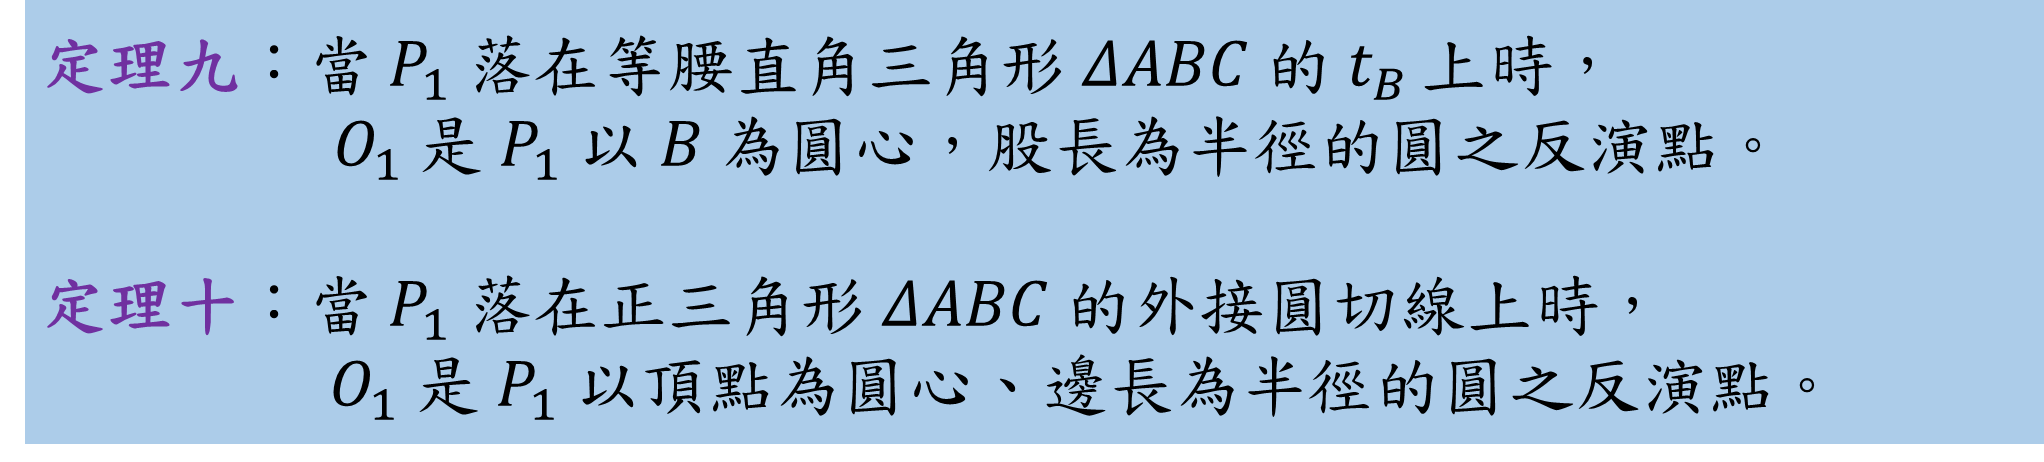 定理九：當 P₁ 落在等腰直角三角形 ΔABC 的 t_B 上時，
O₁ 是 P₁ 以 B 為圓心，股長為半徑的圓之反演點。
定理十：當 P₁ 落在正三角形 ΔABC 的外接圓切線上時，
O₁ 是 P₁ 以頂點為圓心、邊長為半徑的圓之反演點。